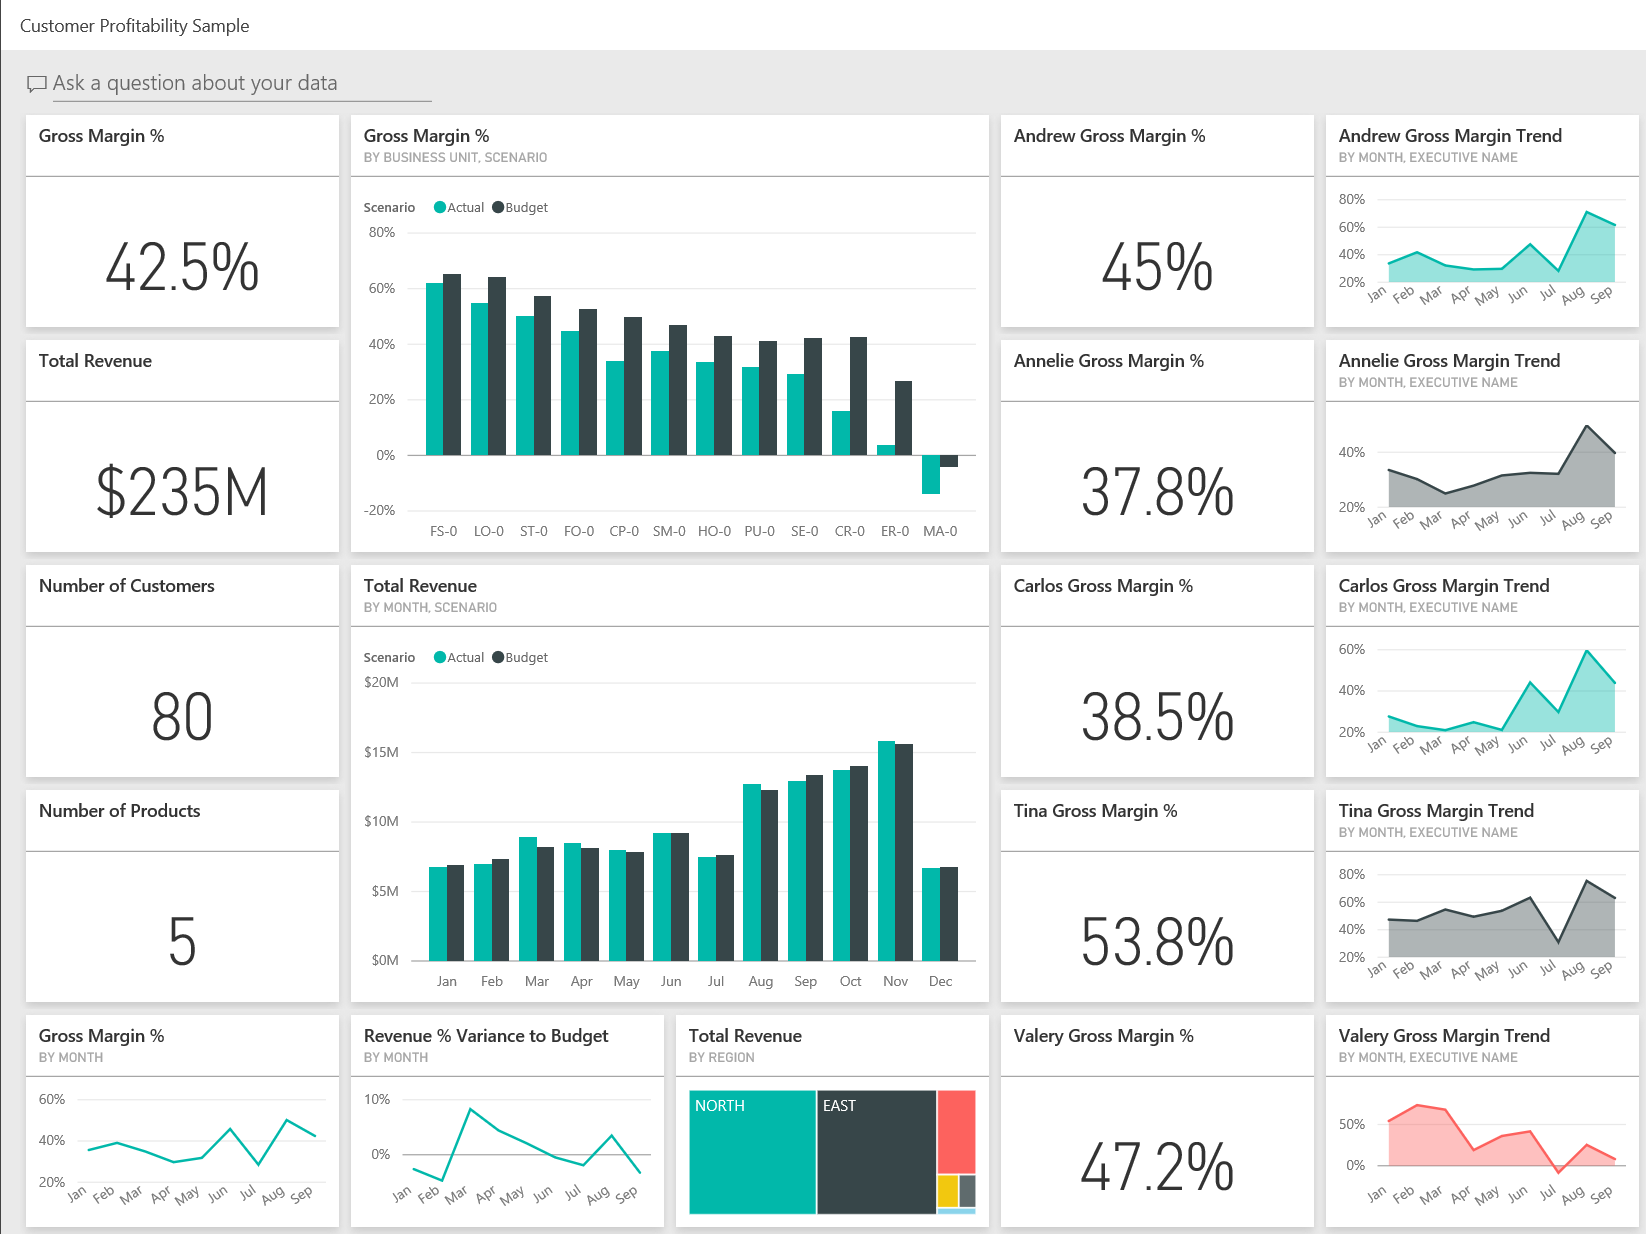 Customer Profitability Sample
Ask a question about your data
Gross Margin %
42.5%
Gross Margin %
BY BUSINESS UNIT, SCENARIO
Scenario Actual Budget
80%
60%
40%
20%
0%
-20%
FS-0 LO-0 ST-0 FO-0 CP-0 SM-0 HO-0 PU-0 SE-0 CR-0 ER-0 MA-0
Andrew Gross Margin %
45%
Andrew Gross Margin Trend
BY MONTH, EXECUTIVE NAME
80%
60%
40%
20%
Jan Feb Mar Apr May Jun Jul Aug Sep
Total Revenue
$235M
Annelie Gross Margin %
37.8%
Annelie Gross Margin Trend
BY MONTH, EXECUTIVE NAME
40%
20%
Jan Feb Mar Apr May Jun Jul Aug Sep
Number of Customers
80
Total Revenue
BY MONTH, SCENARIO
Scenario Actual Budget
$20M
$15M
$10M
$5M
$0M
Jan Feb Mar Apr May Jun Jul Aug Sep Oct Nov Dec
Carlos Gross Margin %
38.5%
Carlos Gross Margin Trend
BY MONTH, EXECUTIVE NAME
60%
40%
20%
Jan Feb Mar Apr May Jun Jul Aug Sep
Number of Products
5
Tina Gross Margin %
53.8%
Tina Gross Margin Trend
BY MONTH, EXECUTIVE NAME
80%
60%
40%
20%
Jan Feb Mar Apr May Jun Jul Aug Sep
Gross Margin %
BY MONTH
60%
40%
20%
Jan Feb Mar Apr May Jun Jul Aug Sep
Revenue % Variance to Budget
BY MONTH
10%
0%
Jan Feb Mar Apr May Jun Jul Aug Sep
Total Revenue
BY REGION
NORTH EAST
Valery Gross Margin %
47.2%
Valery Gross Margin Trend
BY MONTH, EXECUTIVE NAME
50%
0%
Jan Feb Mar Apr May Jun Jul Aug Sep